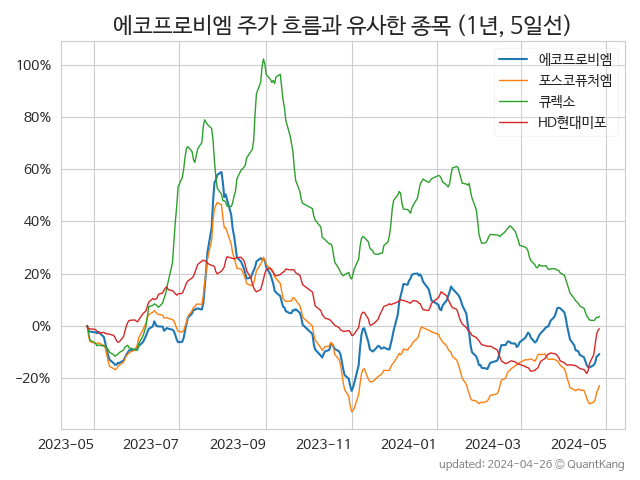 에코프로비엠 주가 흐름과 유사한 종목 (1년, 5일선)
에코프로비엠
포스코퓨처엠
큐렉소
HD현대미포
100%
80%
60%
40%
20%
0%
−20%
2023-05 2023-07 2023-09 2023-11 2024-01 2024-03 2024-05
updated: 2024-04-26 © QuantKang